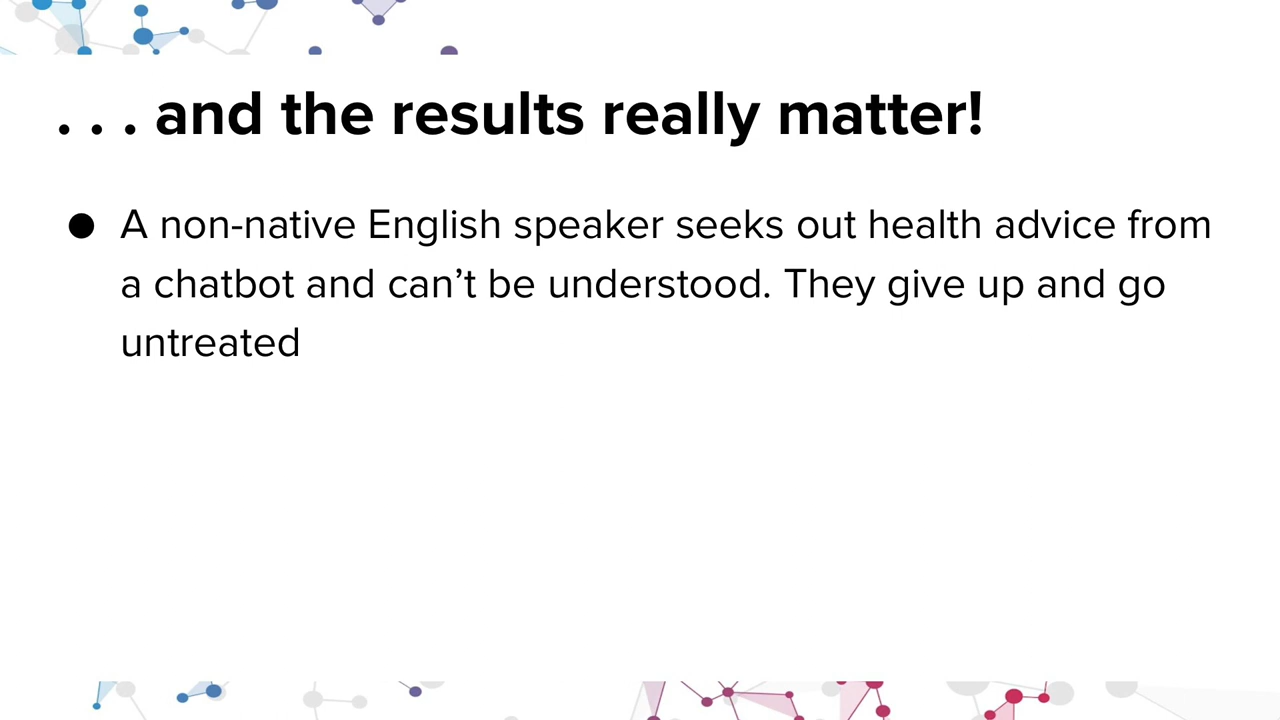 . . . and the results really matter!
● A non-native English speaker seeks out health advice from
a chatbot and can’t be understood. They give up and go
untreated